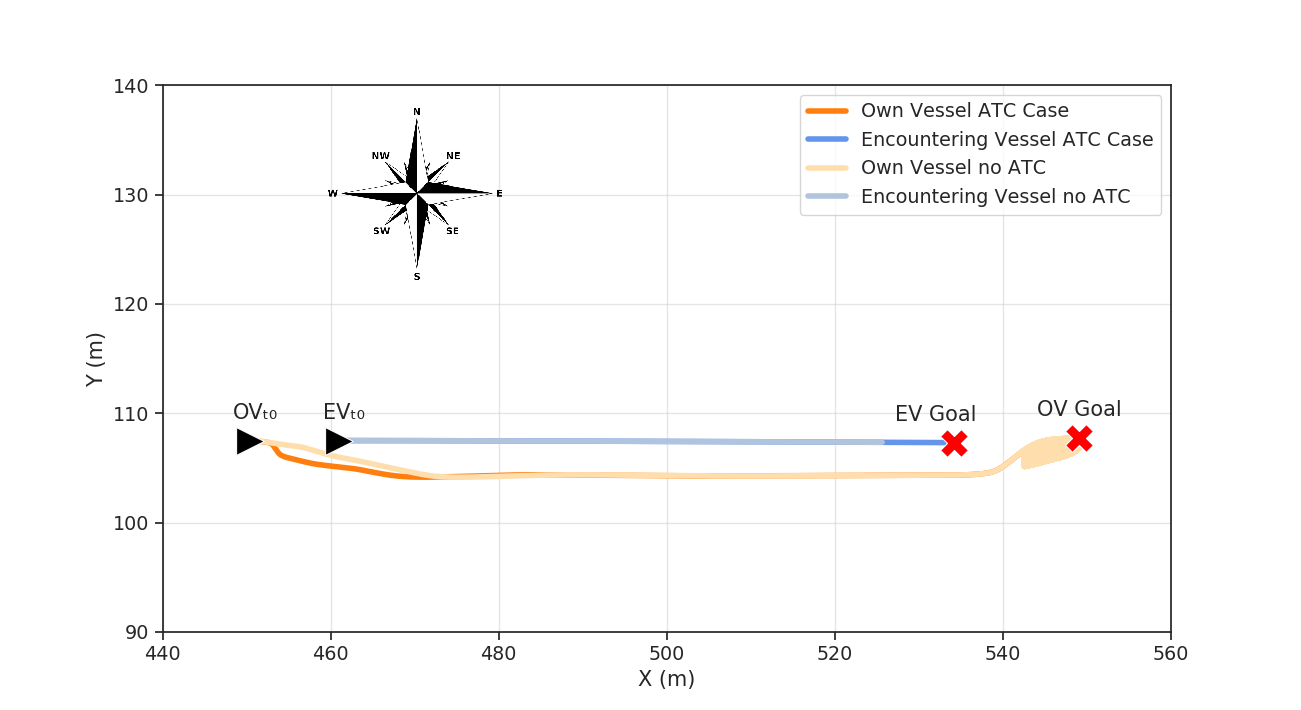 140
130
120
110
100
90
Y (m)
440
460
480
500
520
540
560
X (m)
N
NW
NE
W
E
SW
SE
S
Own Vessel ATC Case
Encountering Vessel ATC Case
Own Vessel no ATC
Encountering Vessel no ATC
OVₜ₀
EVₜ₀
EV Goal
OV Goal